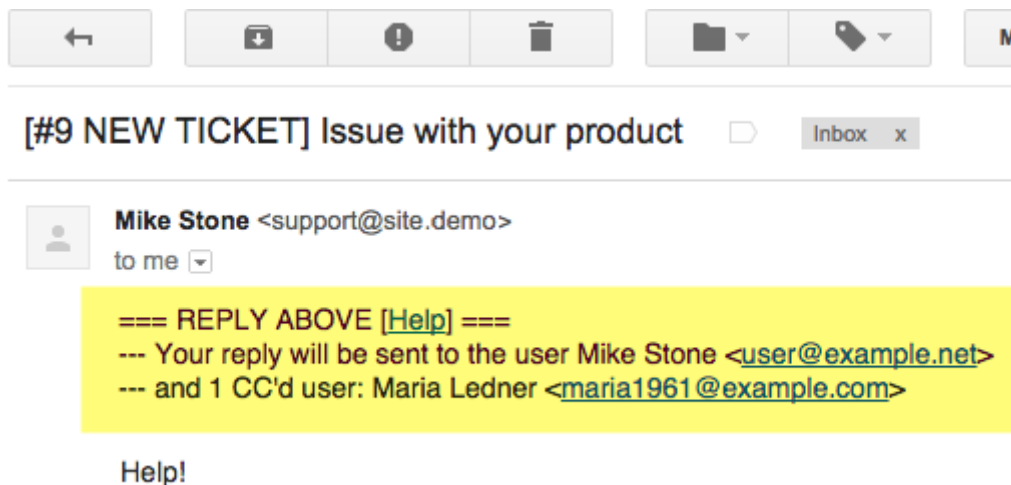 [#9 NEW TICKET] Issue with your product
Inbox x
Mike Stone <support@site.demo>
to me
=== REPLY ABOVE [Help] ===
--- Your reply will be sent to the user Mike Stone <user@example.net>
--- and 1 CC'd user: Maria Ledner <maria1961@example.com>
Help!